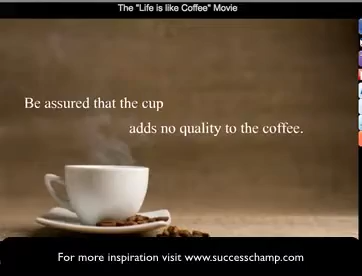 The "Life is like Coffee" Movie
Be assured that the cup
adds no quality to the coffee.
For more inspiration visit www.successchamp.com